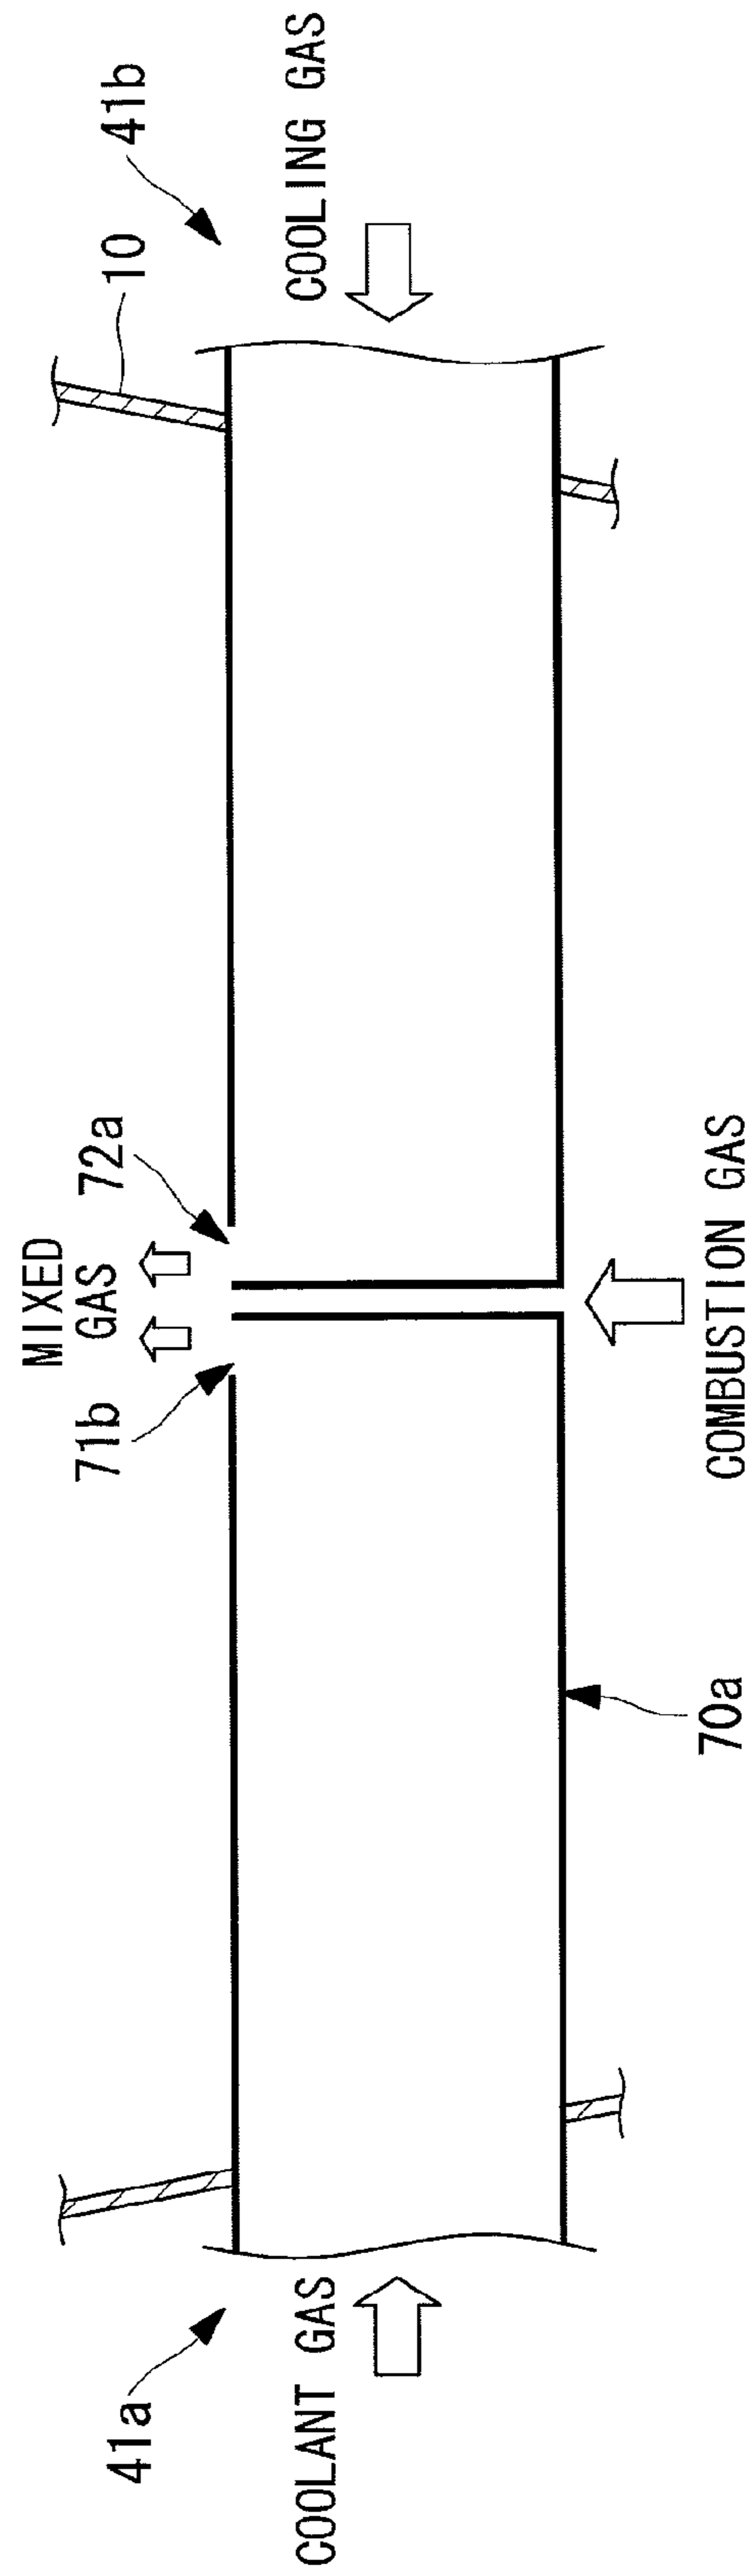 MIXED
GAS
71b
72a
10
41b
41a
COOLANT GAS
COOLING GAS
70a
COMBUSTION GAS